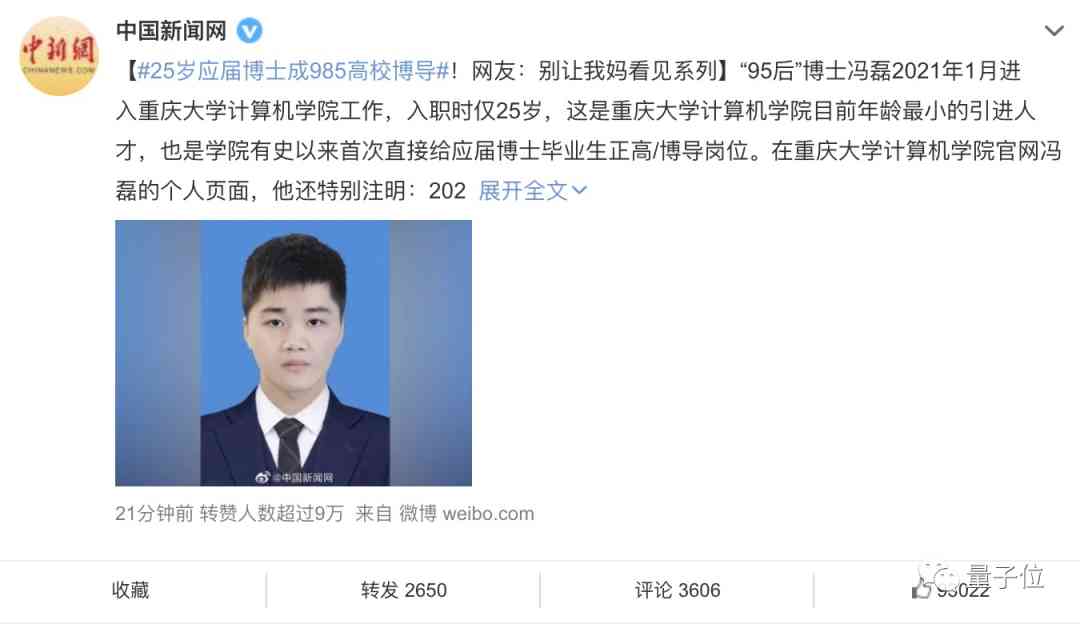 中新網
CHINANEWS.COM
中国新闻网
【#25岁应届博士成985高校博导#！网友：别让我妈看见系列】“95后”博士冯磊2021年1月进
入重庆大学计算机学院工作，入职时仅25岁，这是重庆大学计算机学院目前年龄最小的引进人
才，也是学院有史以来首次直接给应届博士毕业生正高/博导岗位。在重庆大学计算机学院官网冯
磊的个人页面，他还特别注明：202 展开全文
@中国新闻网
21分钟前 转赞人数超过9万 来自 微博 weibo.com
收藏
转发 2650
评论 3606
量子位